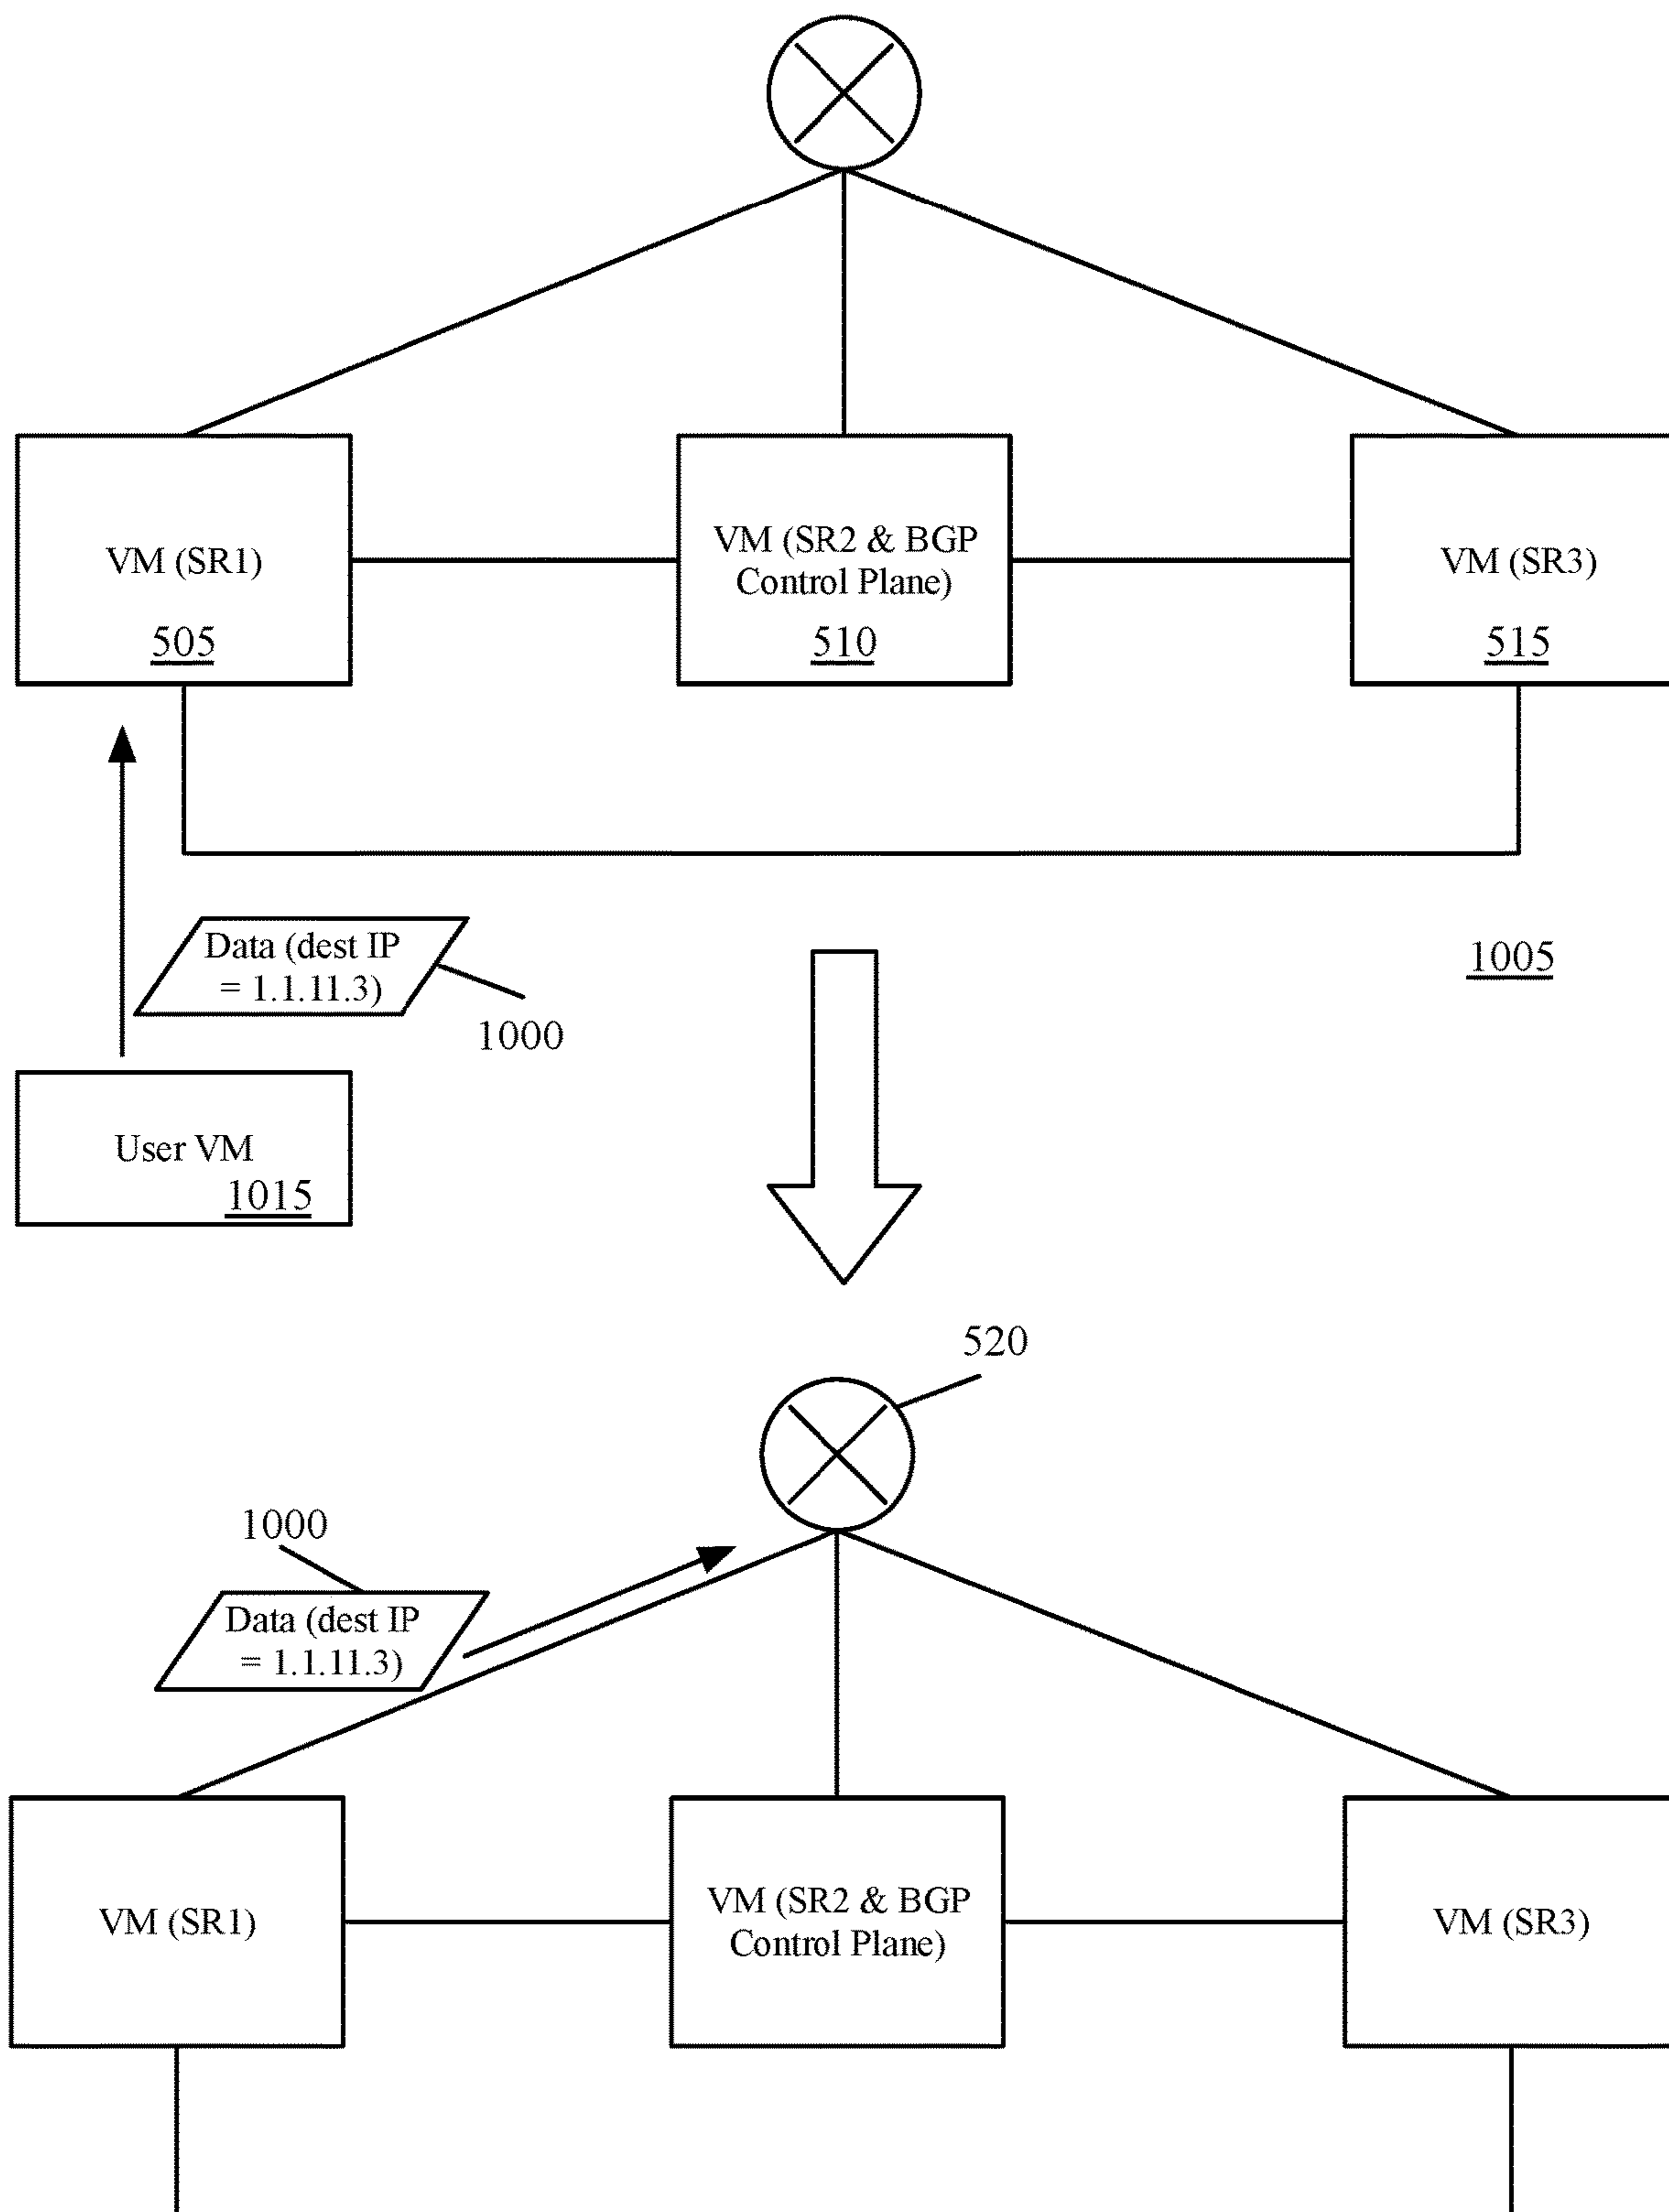 VM (SR1)
505
VM (SR2 & BGP
Control Plane)
510
VM (SR3)
515
Data (dest IP
= 1.1.11.3)
1000
1005
User VM
1015
520
1000
Data (dest IP
= 1.1.11.3)
VM (SR1)
VM (SR2 & BGP
Control Plane)
VM (SR3)